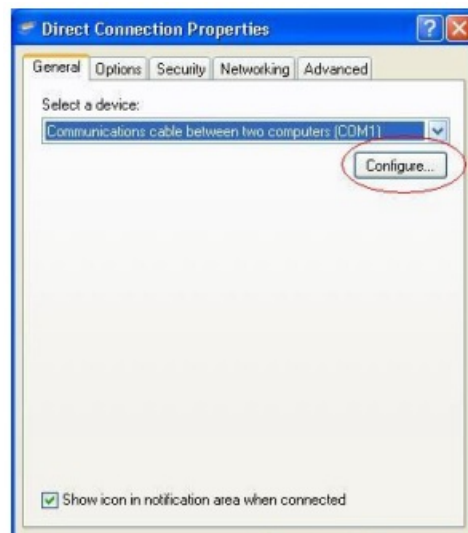 Direct Connection Properties
General Options Security Networking Advanced
Select a device:
Communications cable between two computers (COM1)
Configure...
Show icon in notification area when connected